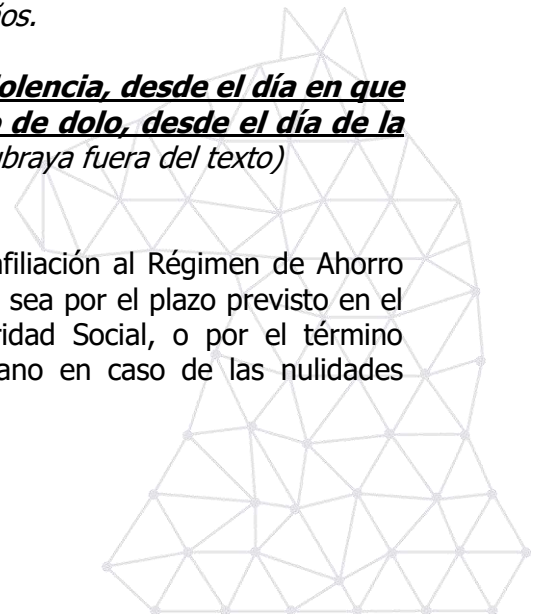 ños.
olencia, desde el día en que
o de dolo, desde el día de la
ubraya fuera del texto)
afiliación al Régimen de Ahorro
sea por el plazo previsto en el
ridad Social, o por el término
ano en caso de las nulidades